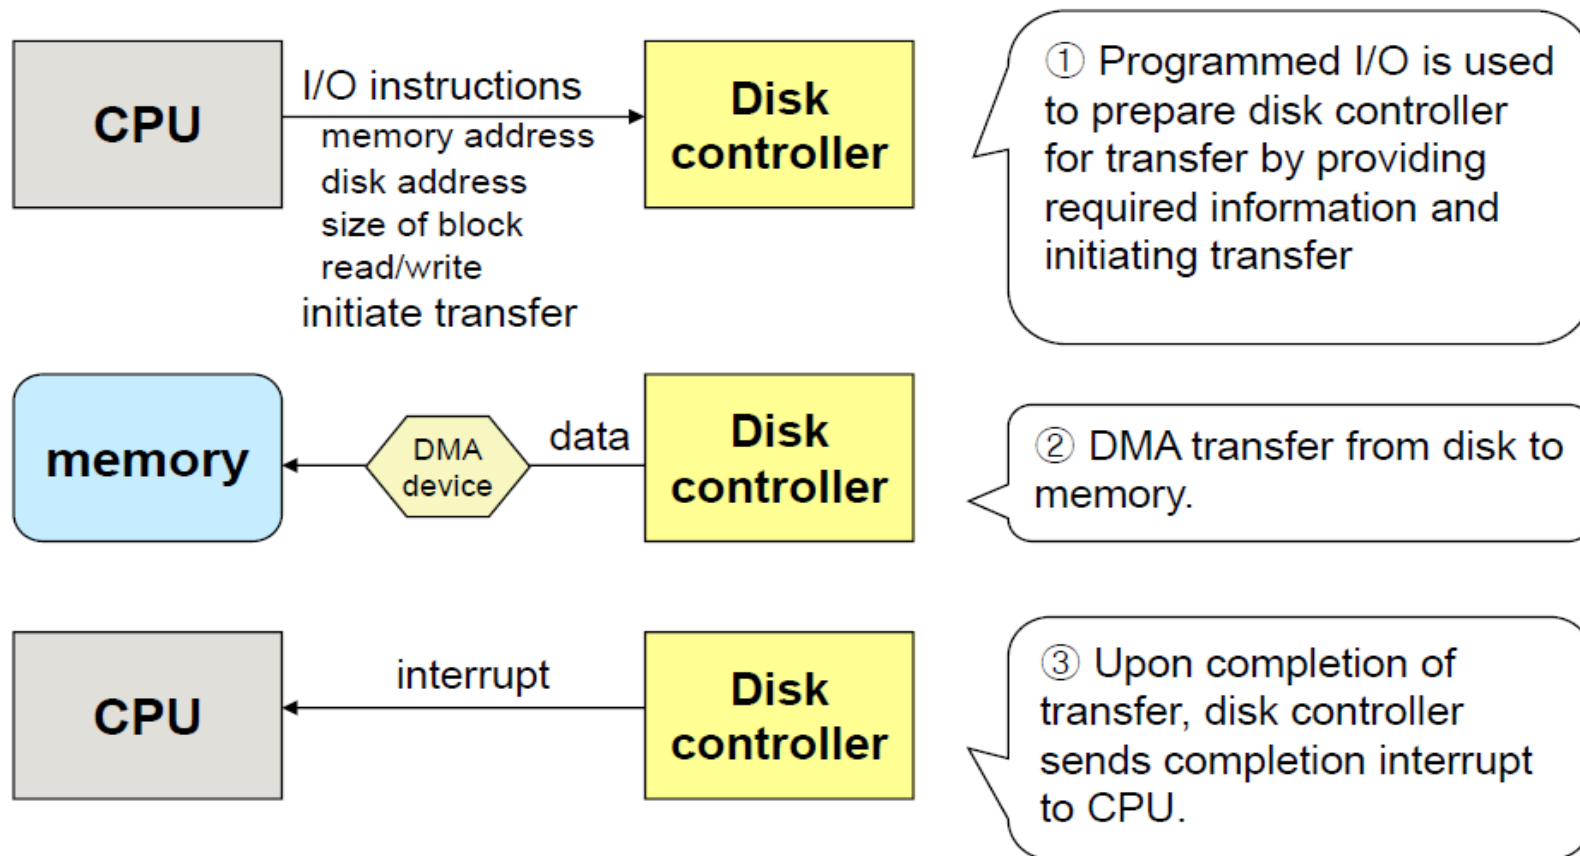 CPU
I/O instructions
memory address
disk address
size of block
read/write
initiate transfer
Disk
controller
① Programmed I/O is used
to prepare disk controller
for transfer by providing
required information and
initiating transfer
memory
DMA
device
data
Disk
controller
② DMA transfer from disk to
memory.
CPU
interrupt
Disk
controller
③ Upon completion of
transfer, disk controller
sends completion interrupt
to CPU.